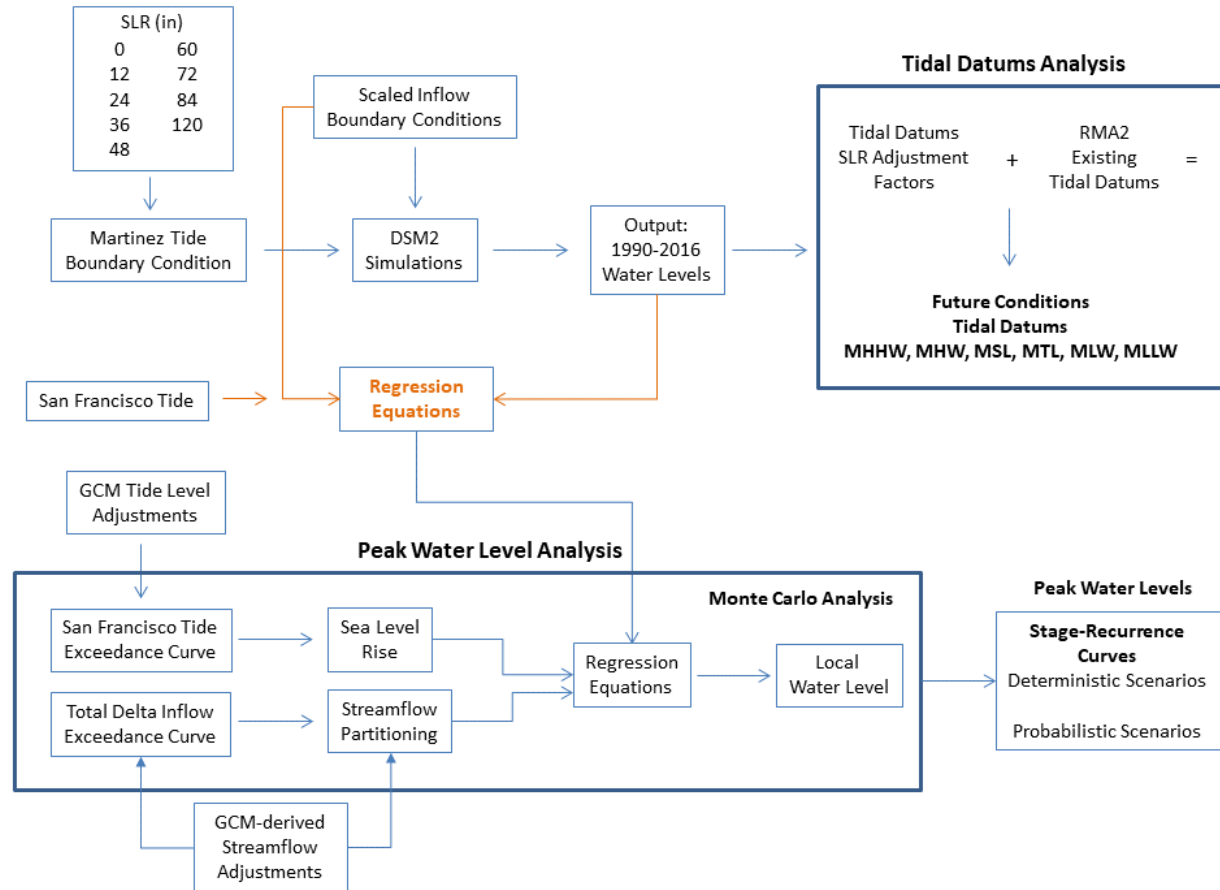 SLR (in)
0 60
12 72
24 84
36 120
48
Scaled Inflow
Boundary Conditions
Martinez Tide
Boundary Condition
DSM2
Simulations
Output:
1990-2016
Water Levels
Tidal Datums Analysis
Tidal Datums
SLR Adjustment
Factors
+
RMA2
Existing
Tidal Datums
=
Future Conditions
Tidal Datums
MHHW, MHW, MSL, MTL, MLW, MLLW
San Francisco Tide
Regression
Equations
GCM Tide Level
Adjustments
Peak Water Level Analysis
Monte Carlo Analysis
San Francisco Tide
Exceedance Curve
Sea Level
Rise
Total Delta Inflow
Exceedance Curve
Streamflow
Partitioning
Regression
Equations
Local
Water Level
GCM-derived
Streamflow
Adjustments
Peak Water Levels
Stage-Recurrence
Curves
Deterministic Scenarios
Probabilistic Scenarios